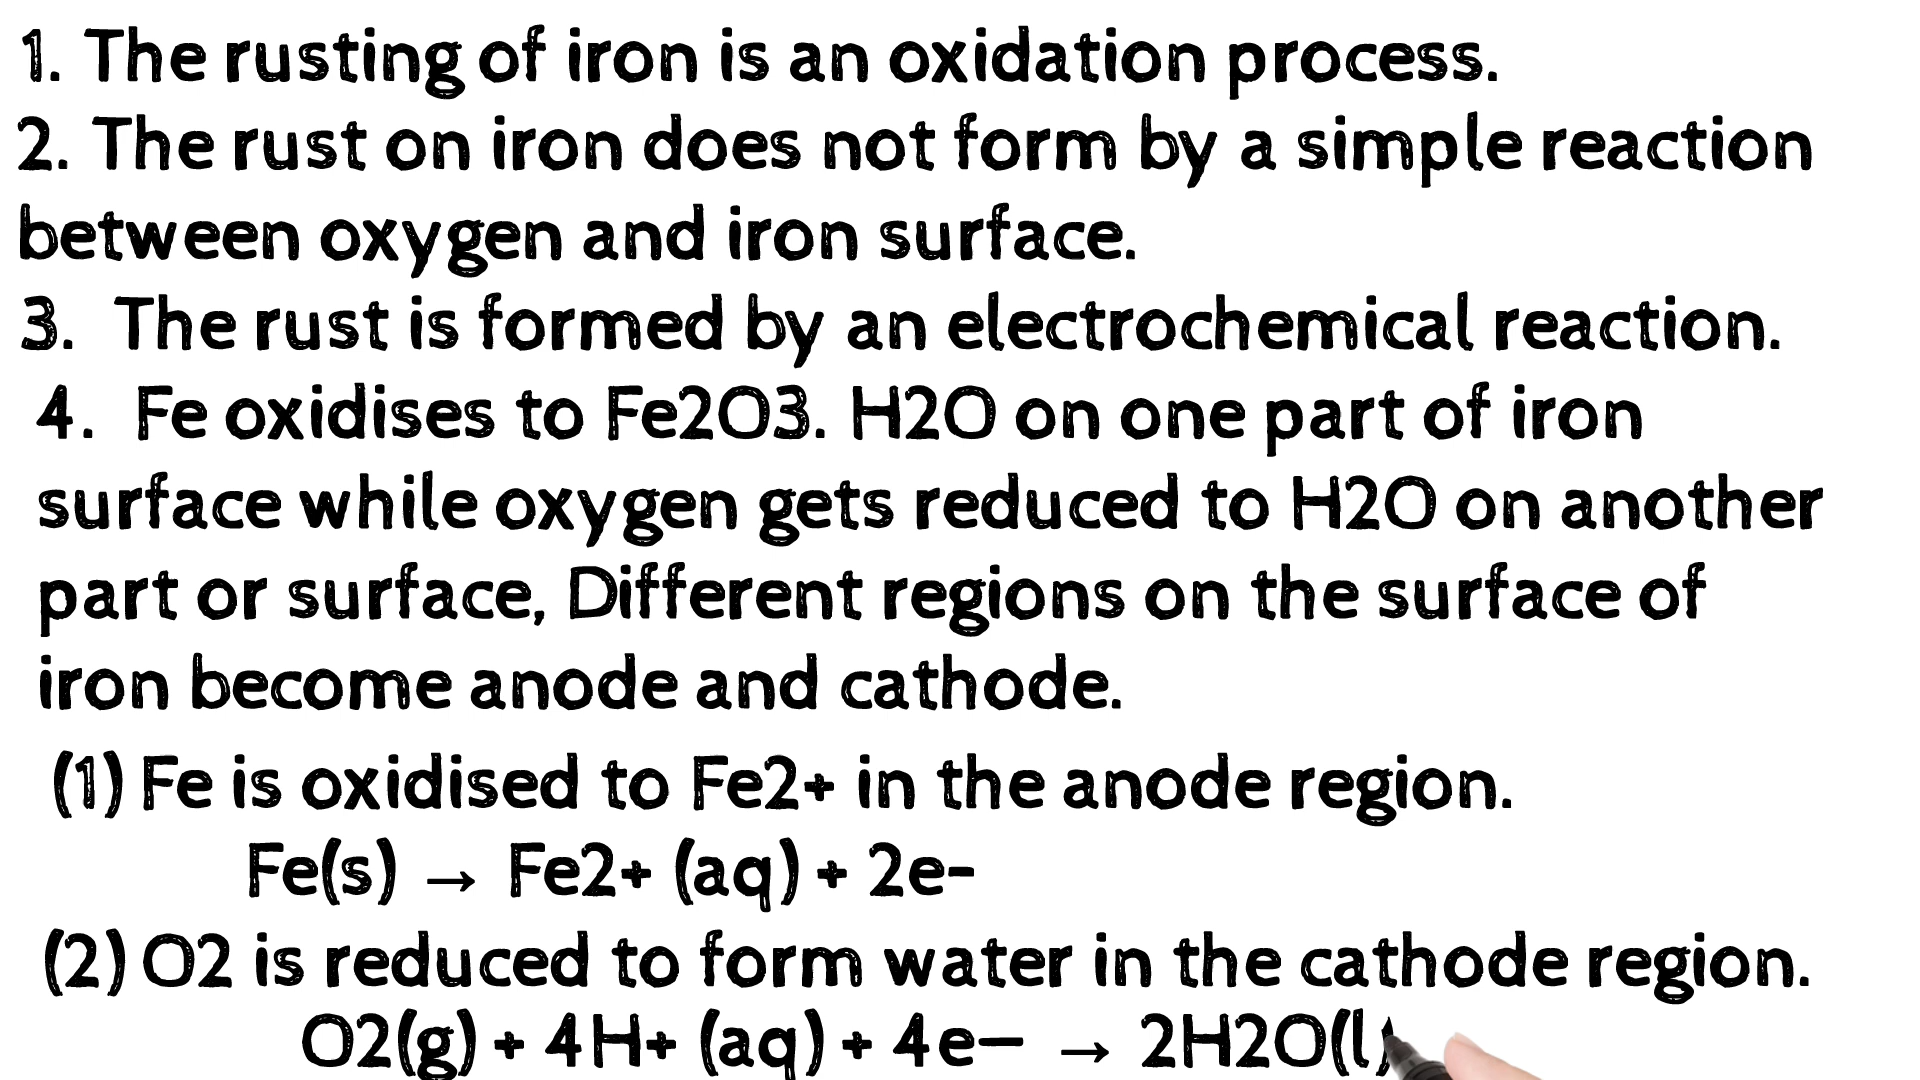 1. The rusting of iron is an oxidation process.
2. The rust on iron does not form by a simple reaction
between oxygen and iron surface.
3. The rust is formed by an electrochemical reaction.
4. Fe oxidises to Fe2O3. H2O on one part of iron
surface while oxygen gets reduced to H2O on another
part or surface, Different regions on the surface of
iron become anode and cathode.
(1) Fe is oxidised to Fe2+ in the anode region.
Fe(s) → Fe2+ (aq) + 2e-
(2) O2 is reduced to form water in the cathode region.
O2(g) + 4H+ (aq) + 4e— → 2H2O(l)